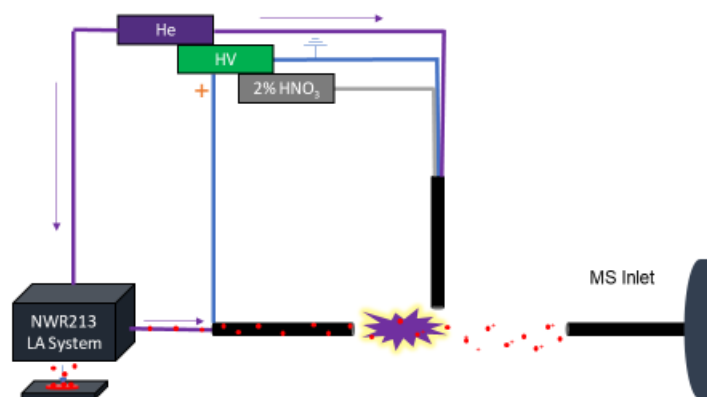 He
HV
+
2% HNO₃
NWR213
LA System
MS Inlet